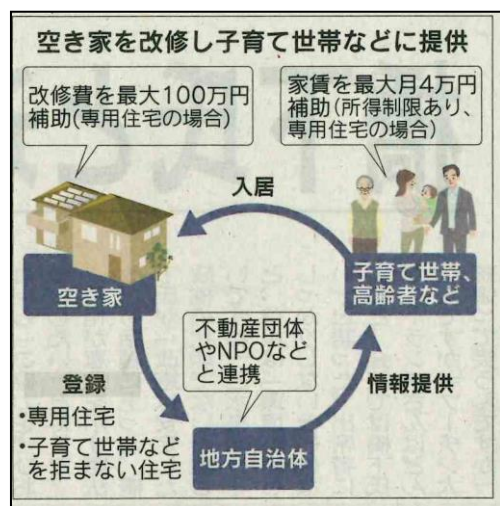 空き家を改修し子育て世帯などに提供
改修費を最大100万円
補助(専用住宅の場合)
家賃を最大月4万円
補助(所得制限あり、
専用住宅の場合)
入居
空き家
子育て世帯、
高齢者など
不動産団体
やNPOなど
と連携
登録
・専用住宅
・子育て世帯など
を拒まない住宅
情報提供
地方自治体